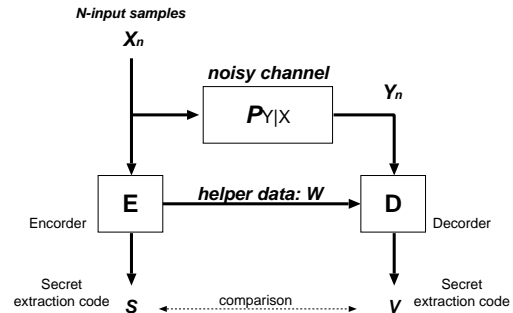 N-input samples
Xn
noisy channel
PY|X
Yn
E
helper data: W
D
Encorder
Decorder
Secret
extraction code
S
comparison
V
Secret
extraction code